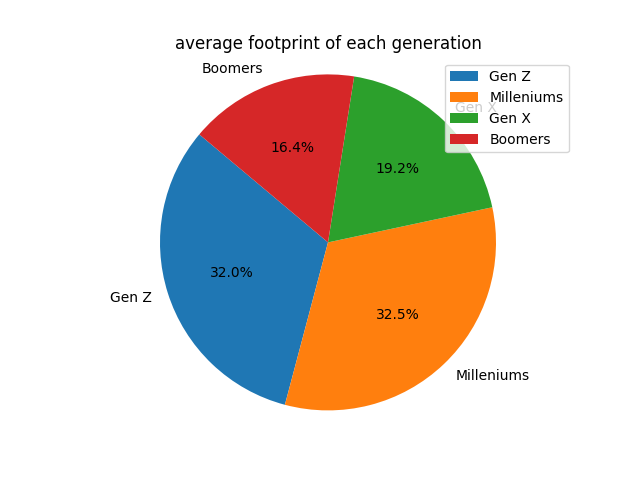 average footprint of each generation
Boomers
Gen X
Gen Z
Milleniums
Gen X
Boomers
16.4%
19.2%
32.0%
32.5%
Gen Z
Milleniums